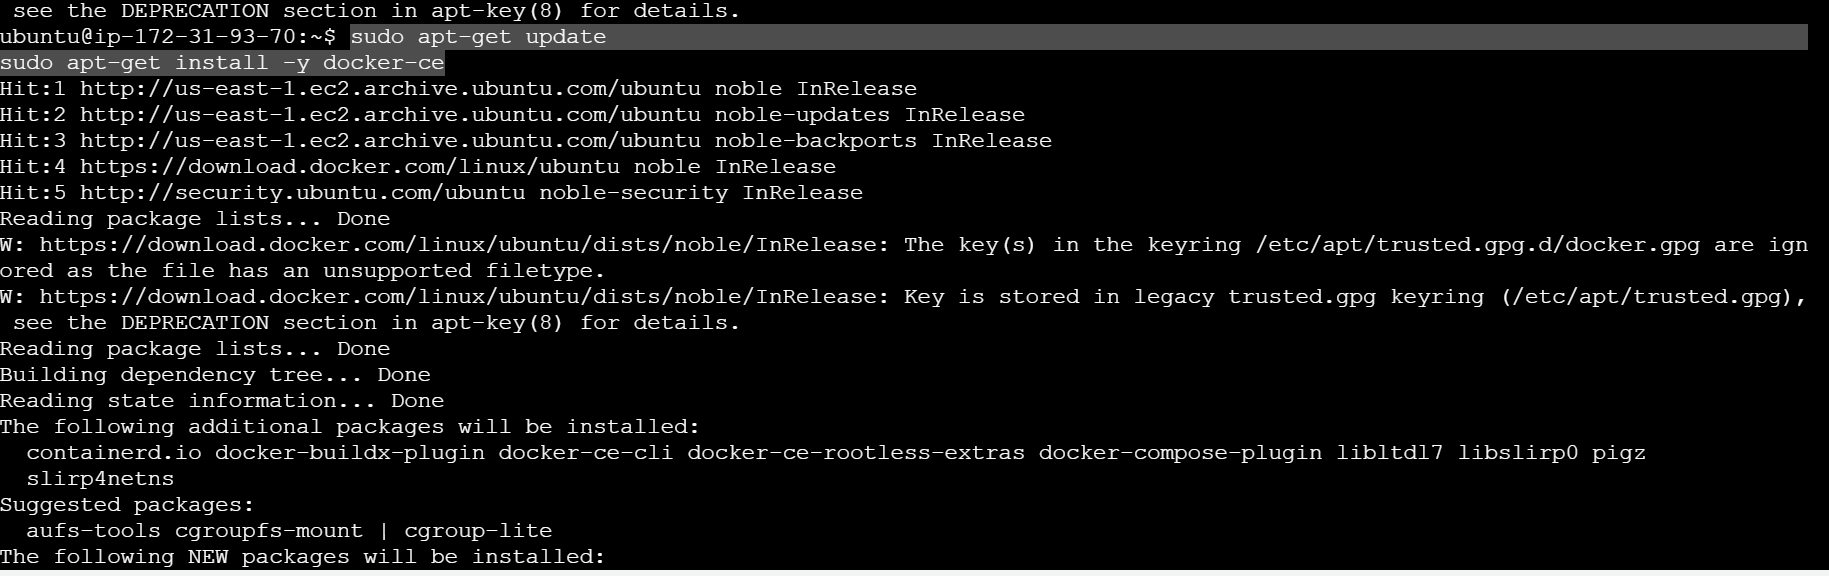 see the DEPRECATION section in apt-key(8) for details.
ubuntu@ip-172-31-93-70:~$ sudo apt-get update
sudo apt-get install -y docker-ce
Hit:1 http://us-east-1.ec2.archive.ubuntu.com/ubuntu noble InRelease
Hit:2 http://us-east-1.ec2.archive.ubuntu.com/ubuntu noble-updates InRelease
Hit:3 http://us-east-1.ec2.archive.ubuntu.com/ubuntu noble-backports InRelease
Hit:4 https://download.docker.com/linux/ubuntu noble InRelease
Hit:5 http://security.ubuntu.com/ubuntu noble-security InRelease
Reading package lists... Done
W: https://download.docker.com/linux/ubuntu/dists/noble/InRelease: The key(s) in the keyring /etc/apt/trusted.gpg.d/docker.gpg are ign
ored as the file has an unsupported filetype.
W: https://download.docker.com/linux/ubuntu/dists/noble/InRelease: Key is stored in legacy trusted.gpg keyring (/etc/apt/trusted.gpg),
 see the DEPRECATION section in apt-key(8) for details.
Reading package lists... Done
Building dependency tree... Done
Reading state information... Done
The following additional packages will be installed:
  containerd.io docker-buildx-plugin docker-ce-cli docker-ce-rootless-extras docker-compose-plugin libltdl7 libslirp0 pigz
  slirp4netns
Suggested packages:
  aufs-tools cgroupfs-mount | cgroup-lite
The following NEW packages will be installed: